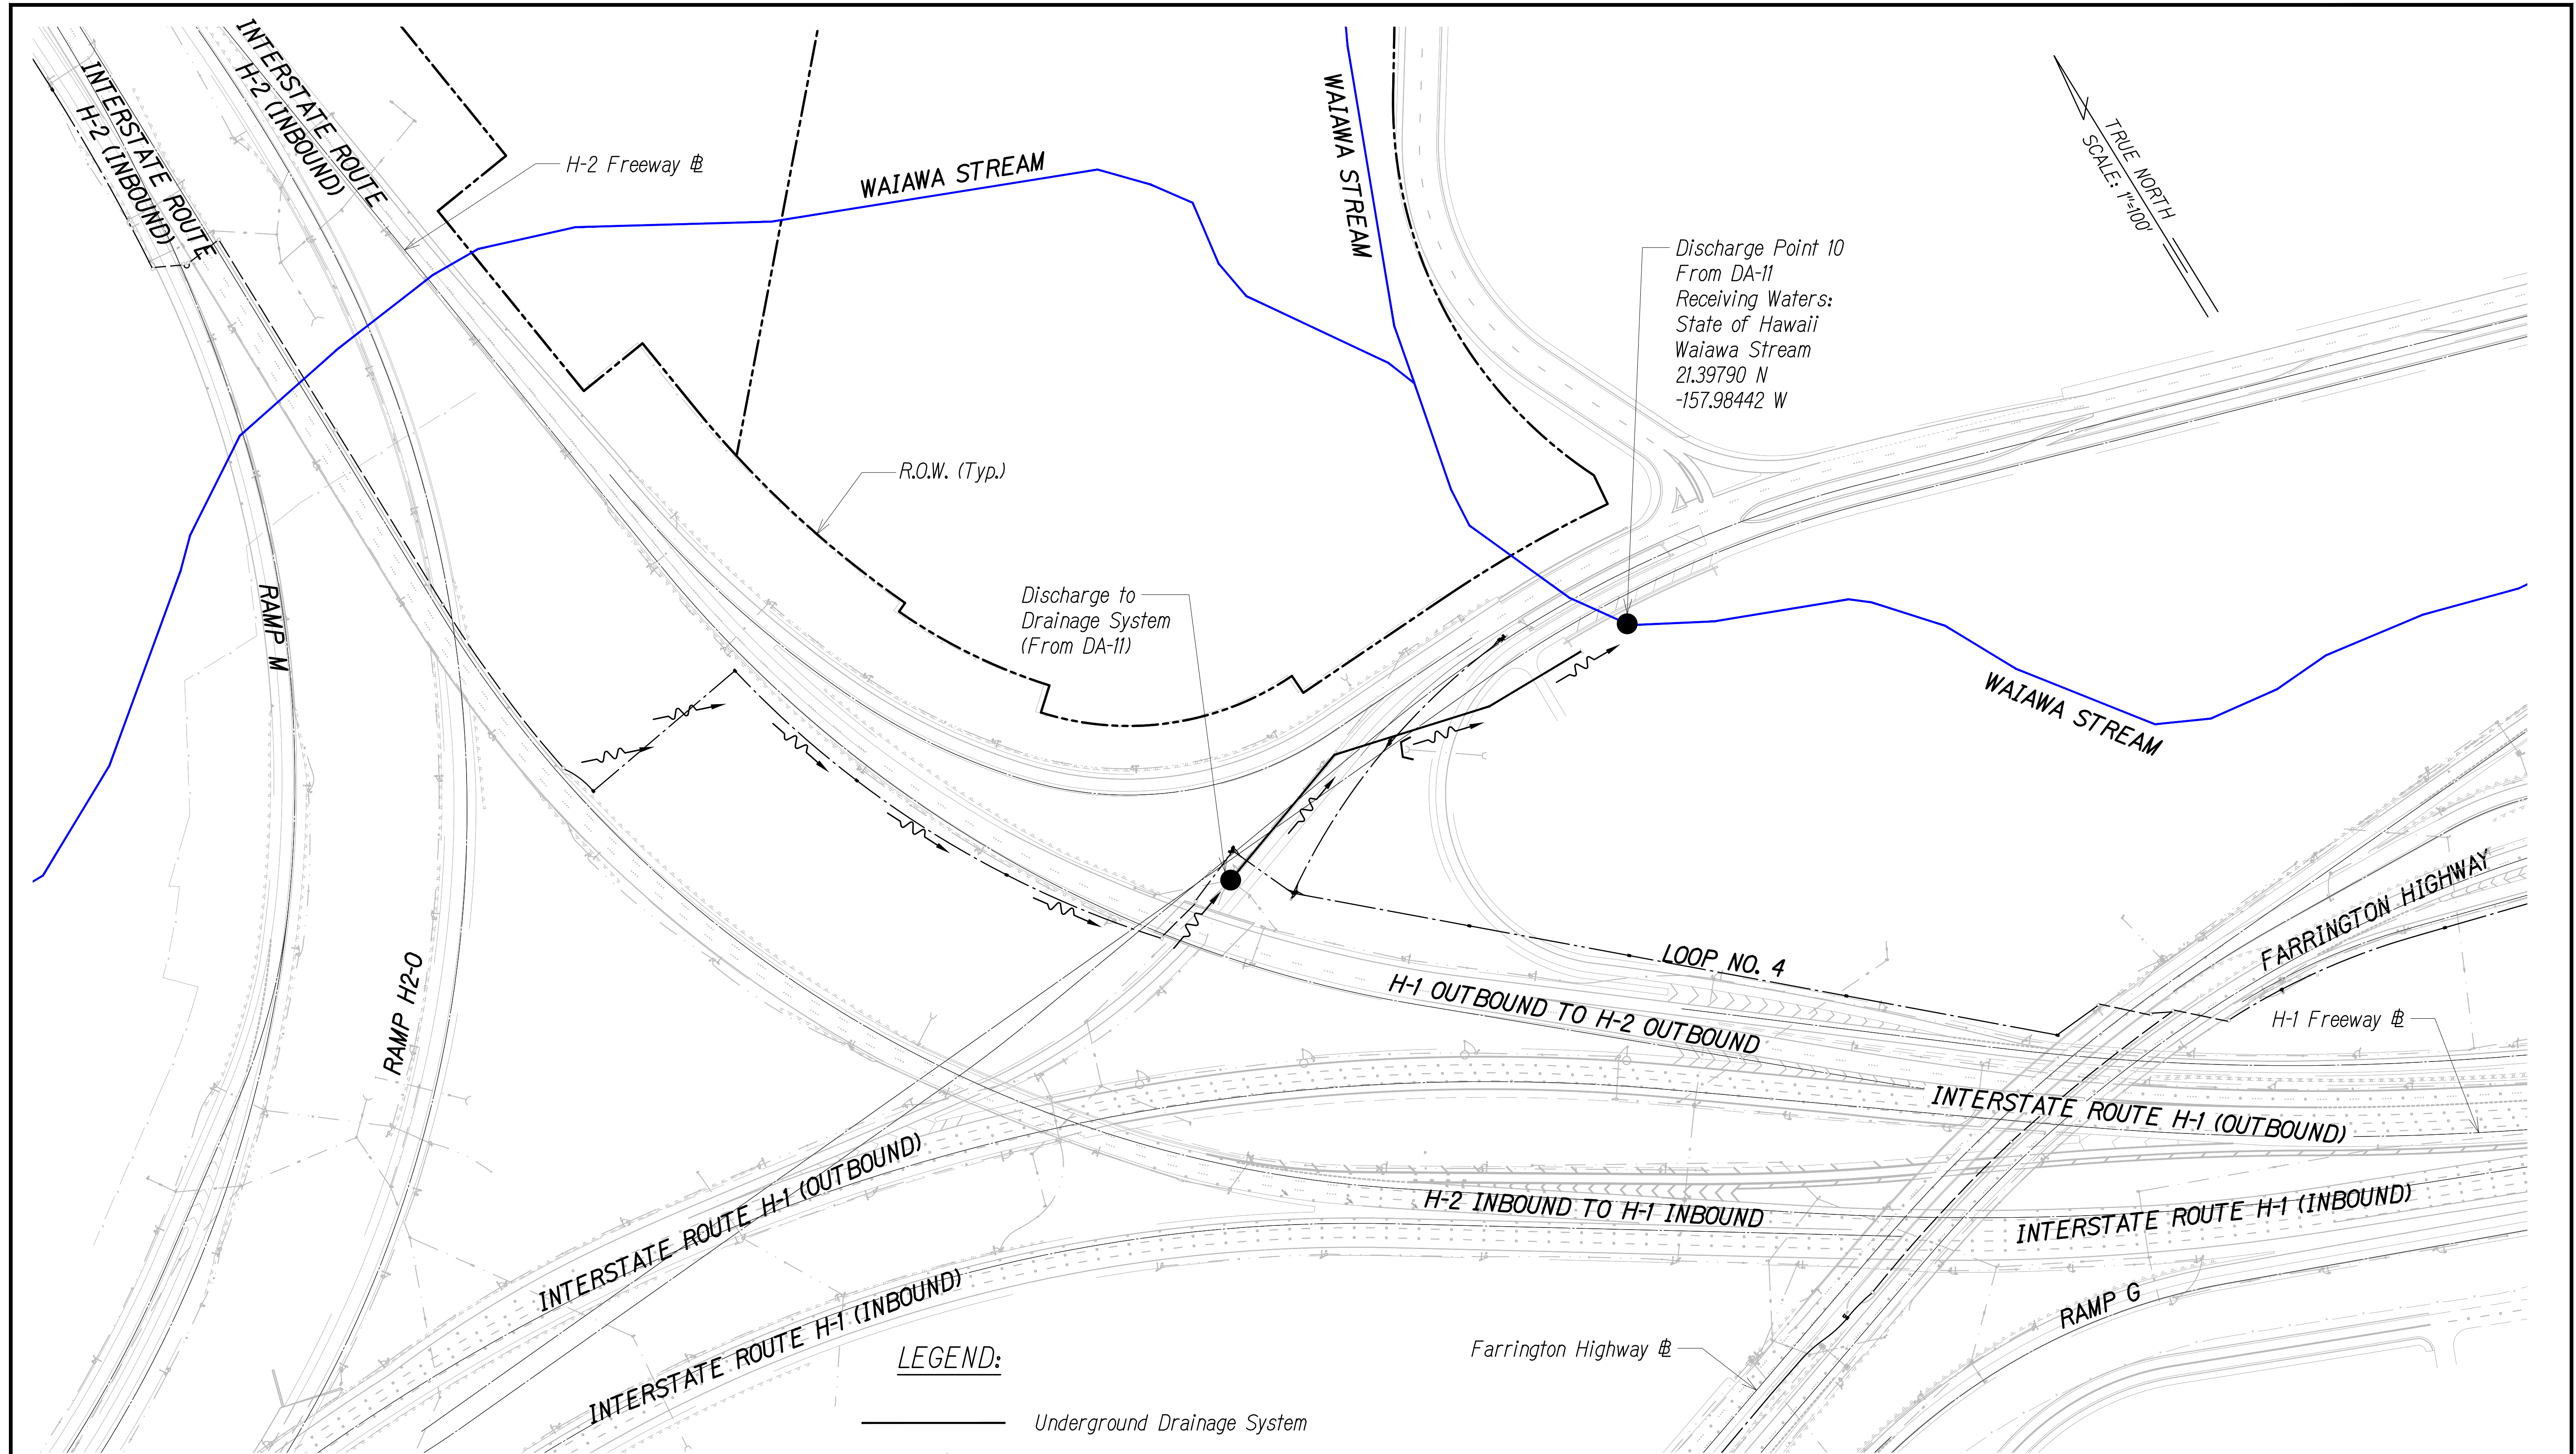 INTERSTATE ROUTE
H-2 (INBOUND)
INTERSTATE ROUTE
H-2 (INBOUND)
H-2 Freeway ℄
WAIAWA STREAM
WAIAWA STREAM
TRUE NORTH
SCALE: 1"=100'
Discharge Point 10
From DA-11
Receiving Waters:
State of Hawaii
Waiawa Stream
21.39790 N
-157.98442 W
R.O.W. (Typ.)
Discharge to
Drainage System
(From DA-11)
RAMP M
WAIAWA STREAM
RAMP H2-O
LOOP NO. 4
H-1 OUTBOUND TO H-2 OUTBOUND
FARRINGTON HIGHWAY
H-1 Freeway ℄
INTERSTATE ROUTE H-1 (OUTBOUND)
INTERSTATE ROUTE H-1 (OUTBOUND)
H-2 INBOUND TO H-1 INBOUND
INTERSTATE ROUTE H-1 (INBOUND)
INTERSTATE ROUTE H-1 (INBOUND)
RAMP G
Farrington Highway ℄
LEGEND:
Underground Drainage System